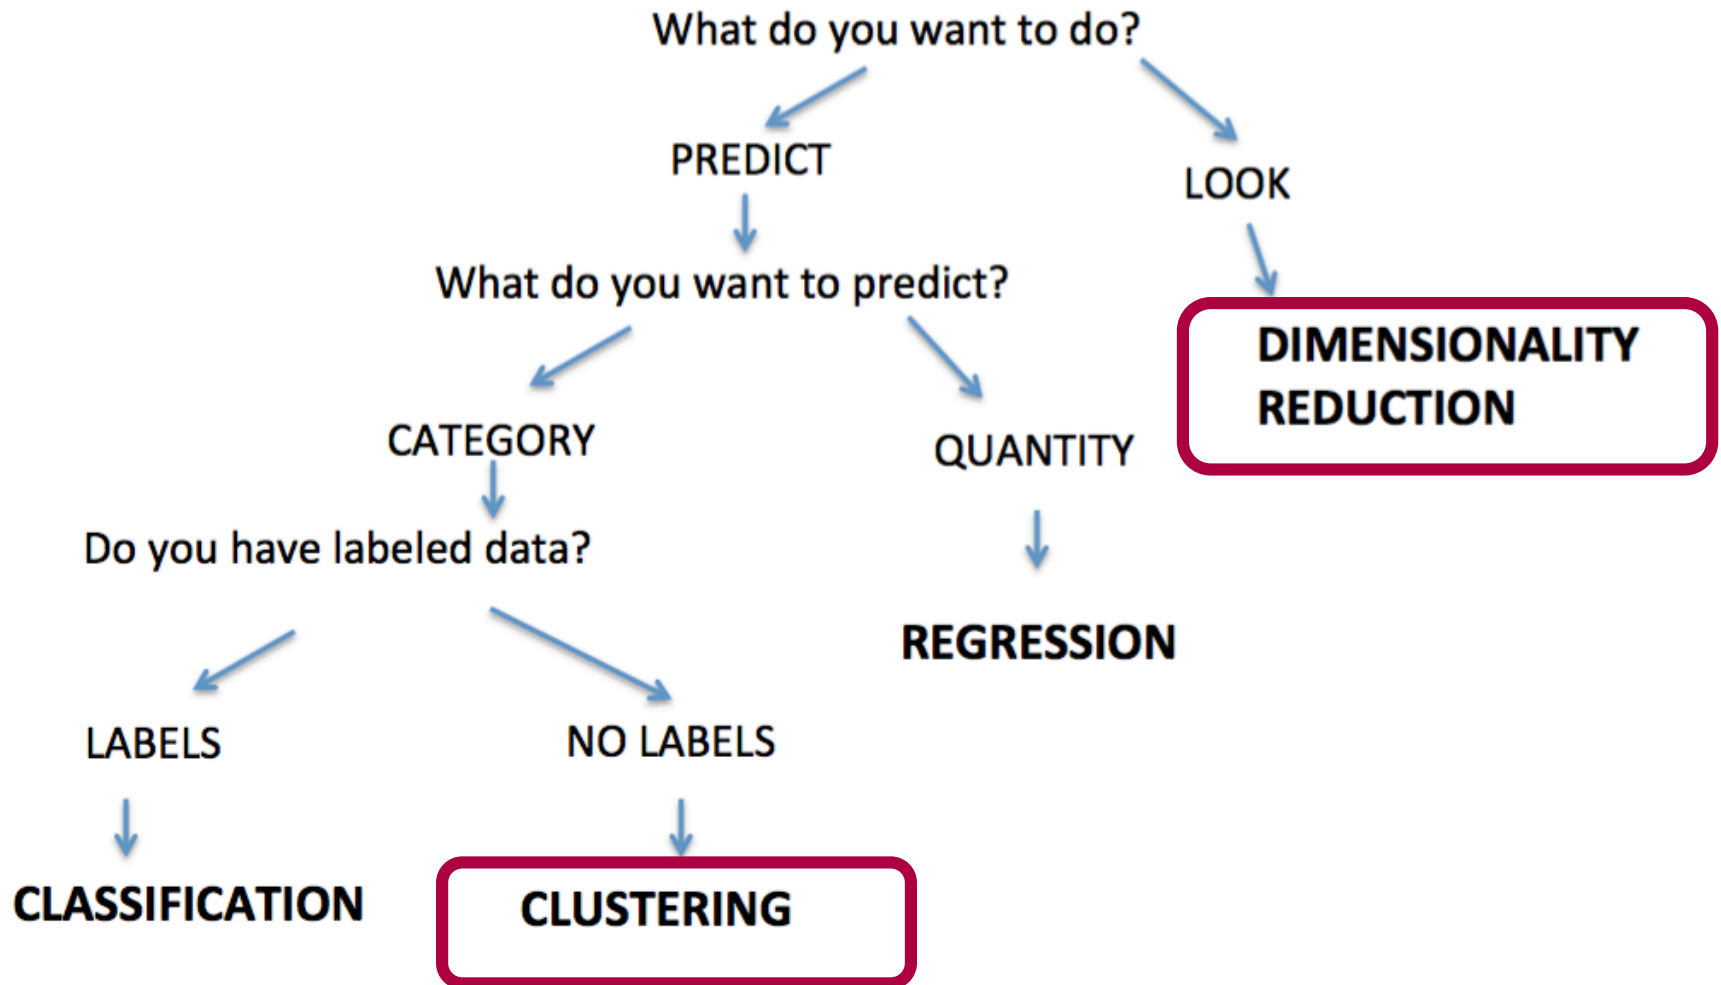 What do you want to do?
PREDICT
LOOK
What do you want to predict?
DIMENSIONALITY
REDUCTION
CATEGORY
QUANTITY
Do you have labeled data?
REGRESSION
LABELS
NO LABELS
CLASSIFICATION
CLUSTERING